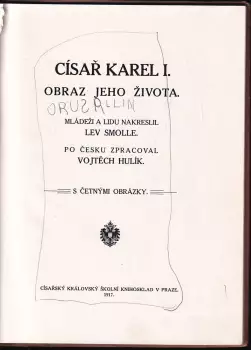 CÍSAŘ KAREL I.
OBRAZ JEHO ŽIVOTA.
MLÁDEŽI A LIDU NAKRESLIL
LEV SMOLLE.
PO ČESKU ZPRACOVAL
VOJTĚCH HULÍK.
S ČETNÝMI OBRÁZKY.
CÍSAŘSKÝ KRÁLOVSKÝ ŠKOLNÍ KNIHOSKLAD V PRAZE.
1917.